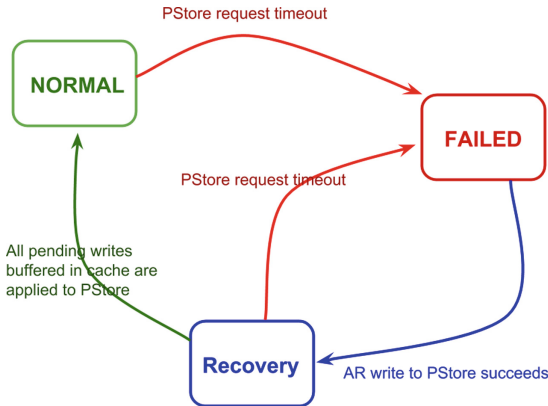 PStore request timeout
NORMAL
FAILED
PStore request timeout
All pending writes
buffered in cache are
applied to PStore
Recovery
AR write to PStore succeeds